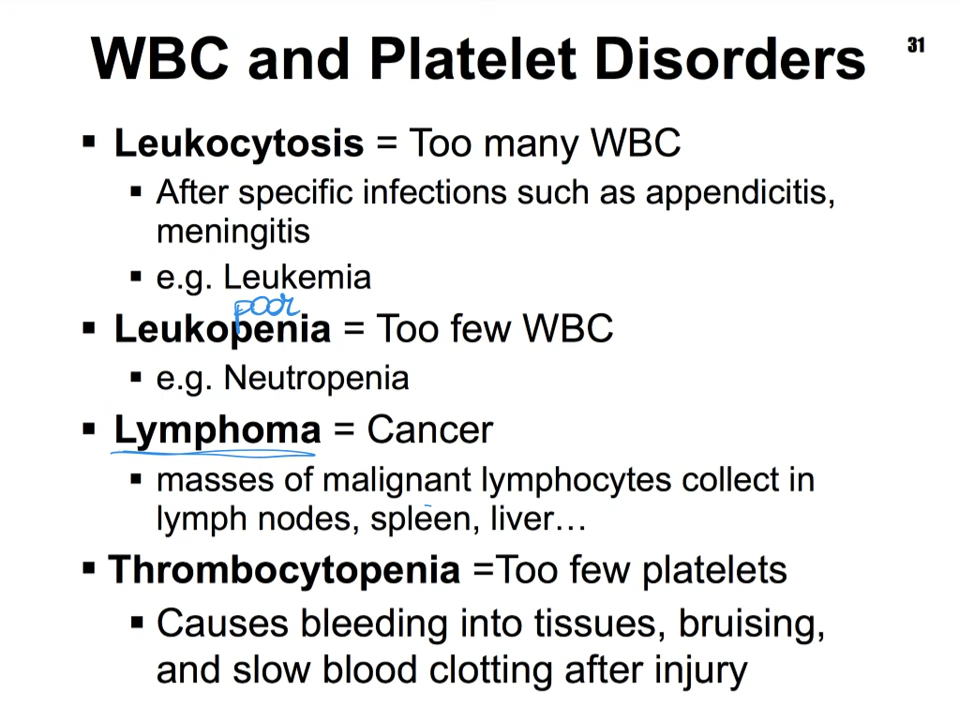 WBC and Platelet Disorders
31
▪ Leukocytosis = Too many WBC
▪ After specific infections such as appendicitis,
meningitis
▪ e.g. Leukemia
poor
▪ Leukopenia = Too few WBC
▪ e.g. Neutropenia
▪ Lymphoma = Cancer
▪ masses of malignant lymphocytes collect in
lymph nodes, spleen, liver…
▪ Thrombocytopenia =Too few platelets
▪ Causes bleeding into tissues, bruising,
and slow blood clotting after injury